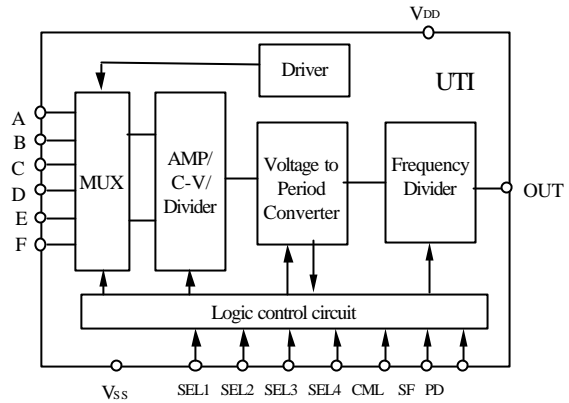 VDD
UTI
Driver
A
B
C
D
E
F
MUX
AMP/
C-V/
Divider
Voltage to
Period
Converter
Frequency
Divider
OUT
Logic control circuit
VSS
SEL1 SEL2 SEL3 SEL4 CML SF PD